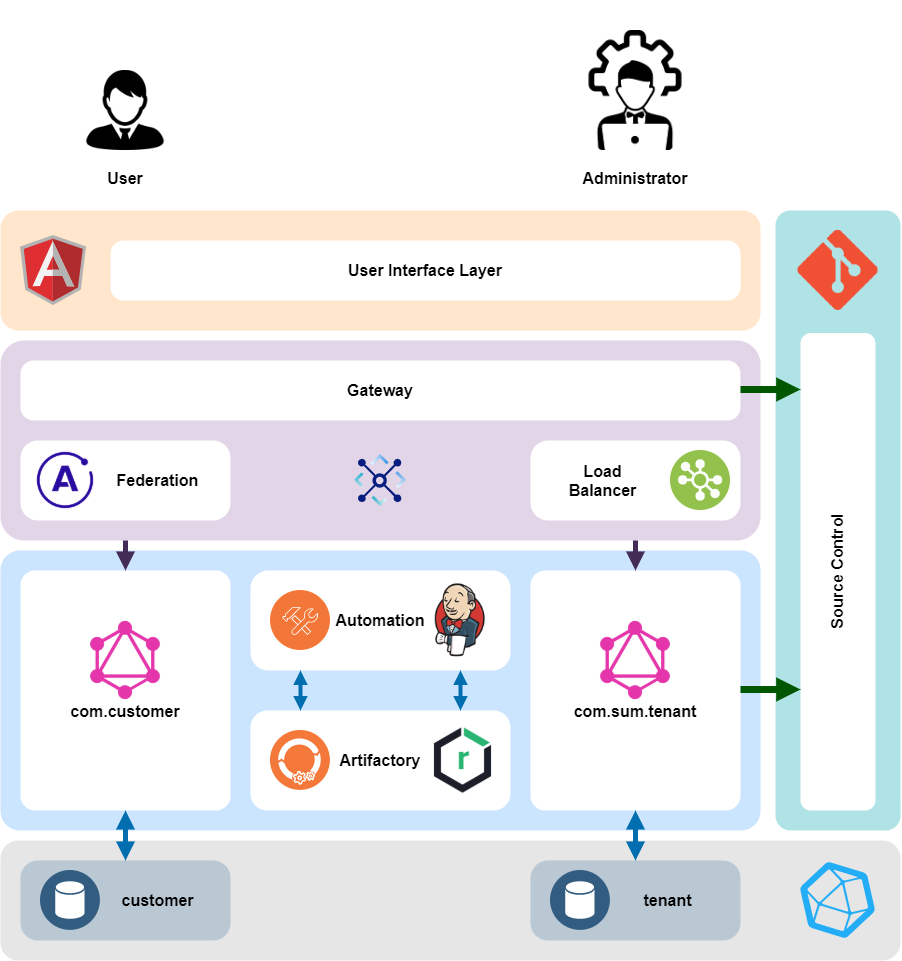 User
Administrator
A
User Interface Layer
Gateway
A
Federation
Load
Balancer
Source Control
Automation
com.customer
com.sum.tenant
Artifactory
r
customer
tenant